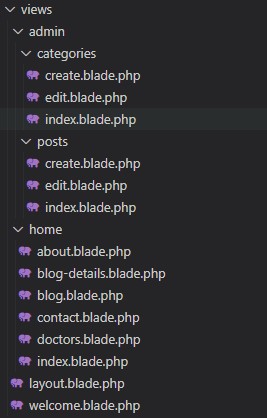 views
admin
categories
create.blade.php
edit.blade.php
index.blade.php
posts
create.blade.php
edit.blade.php
index.blade.php
home
about.blade.php
blog-details.blade.php
blog.blade.php
contact.blade.php
doctors.blade.php
index.blade.php
layout.blade.php
welcome.blade.php